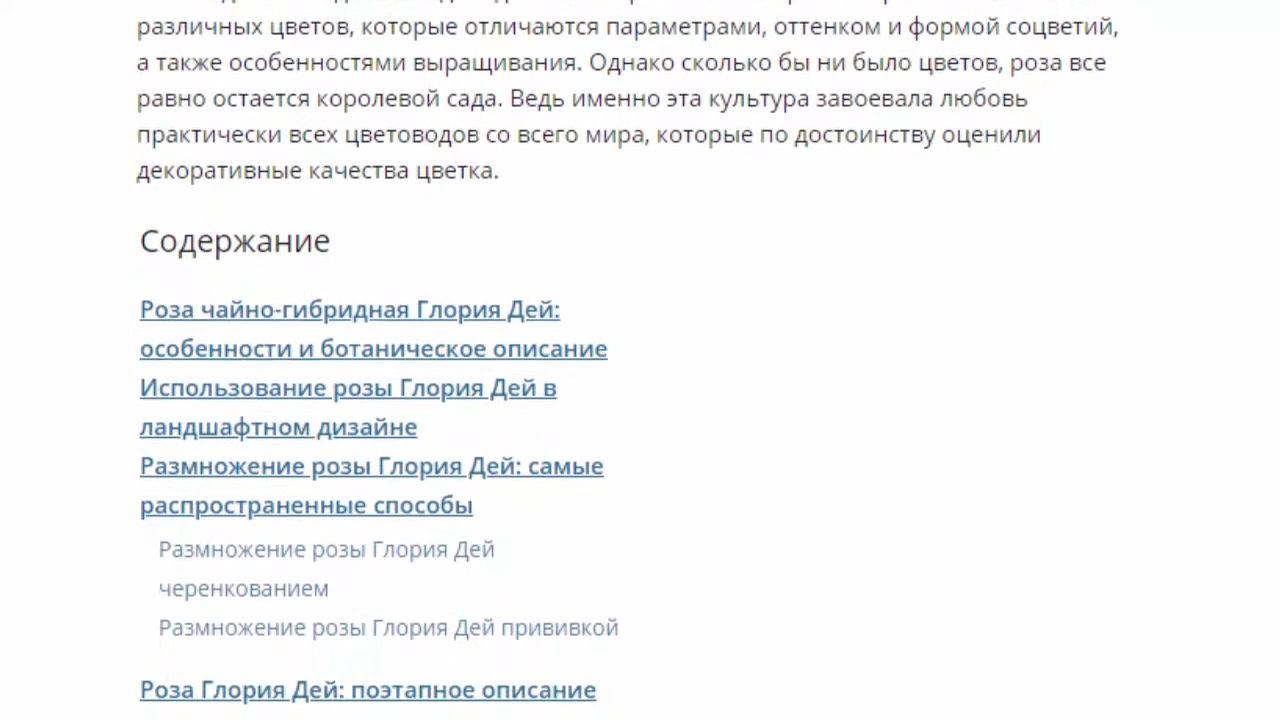 различных цветов, которые отличаются параметрами, оттенком и формой соцветий,
а также особенностями выращивания. Однако сколько бы ни было цветов, роза все
равно остается королевой сада. Ведь именно эта культура завоевала любовь
практически всех цветоводов со всего мира, которые по достоинству оценили
декоративные качества цветка.
Содержание
Роза чайно-гибридная Глория Дей:
особенности и ботаническое описание
Использование розы Глория Дей в
ландшафтном дизайне
Размножение розы Глория Дей: самые
распространенные способы
Размножение розы Глория Дей
черенкованием
Размножение розы Глория Дей прививкой
Роза Глория Дей: поэтапное описание